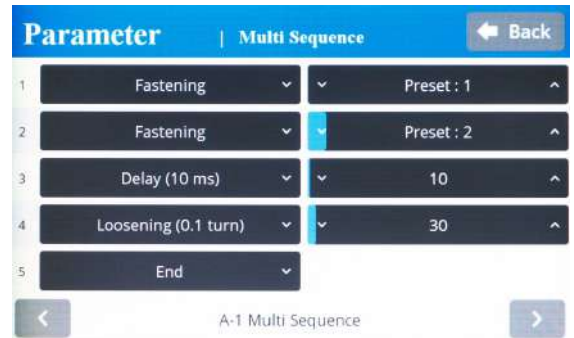 Parameter | Multi Sequence Back
1 Fastening Preset : 1
2 Fastening Preset : 2
3 Delay (10 ms) 10
4 Loosening (0.1 turn) 30
5 End
A-1 Multi Sequence